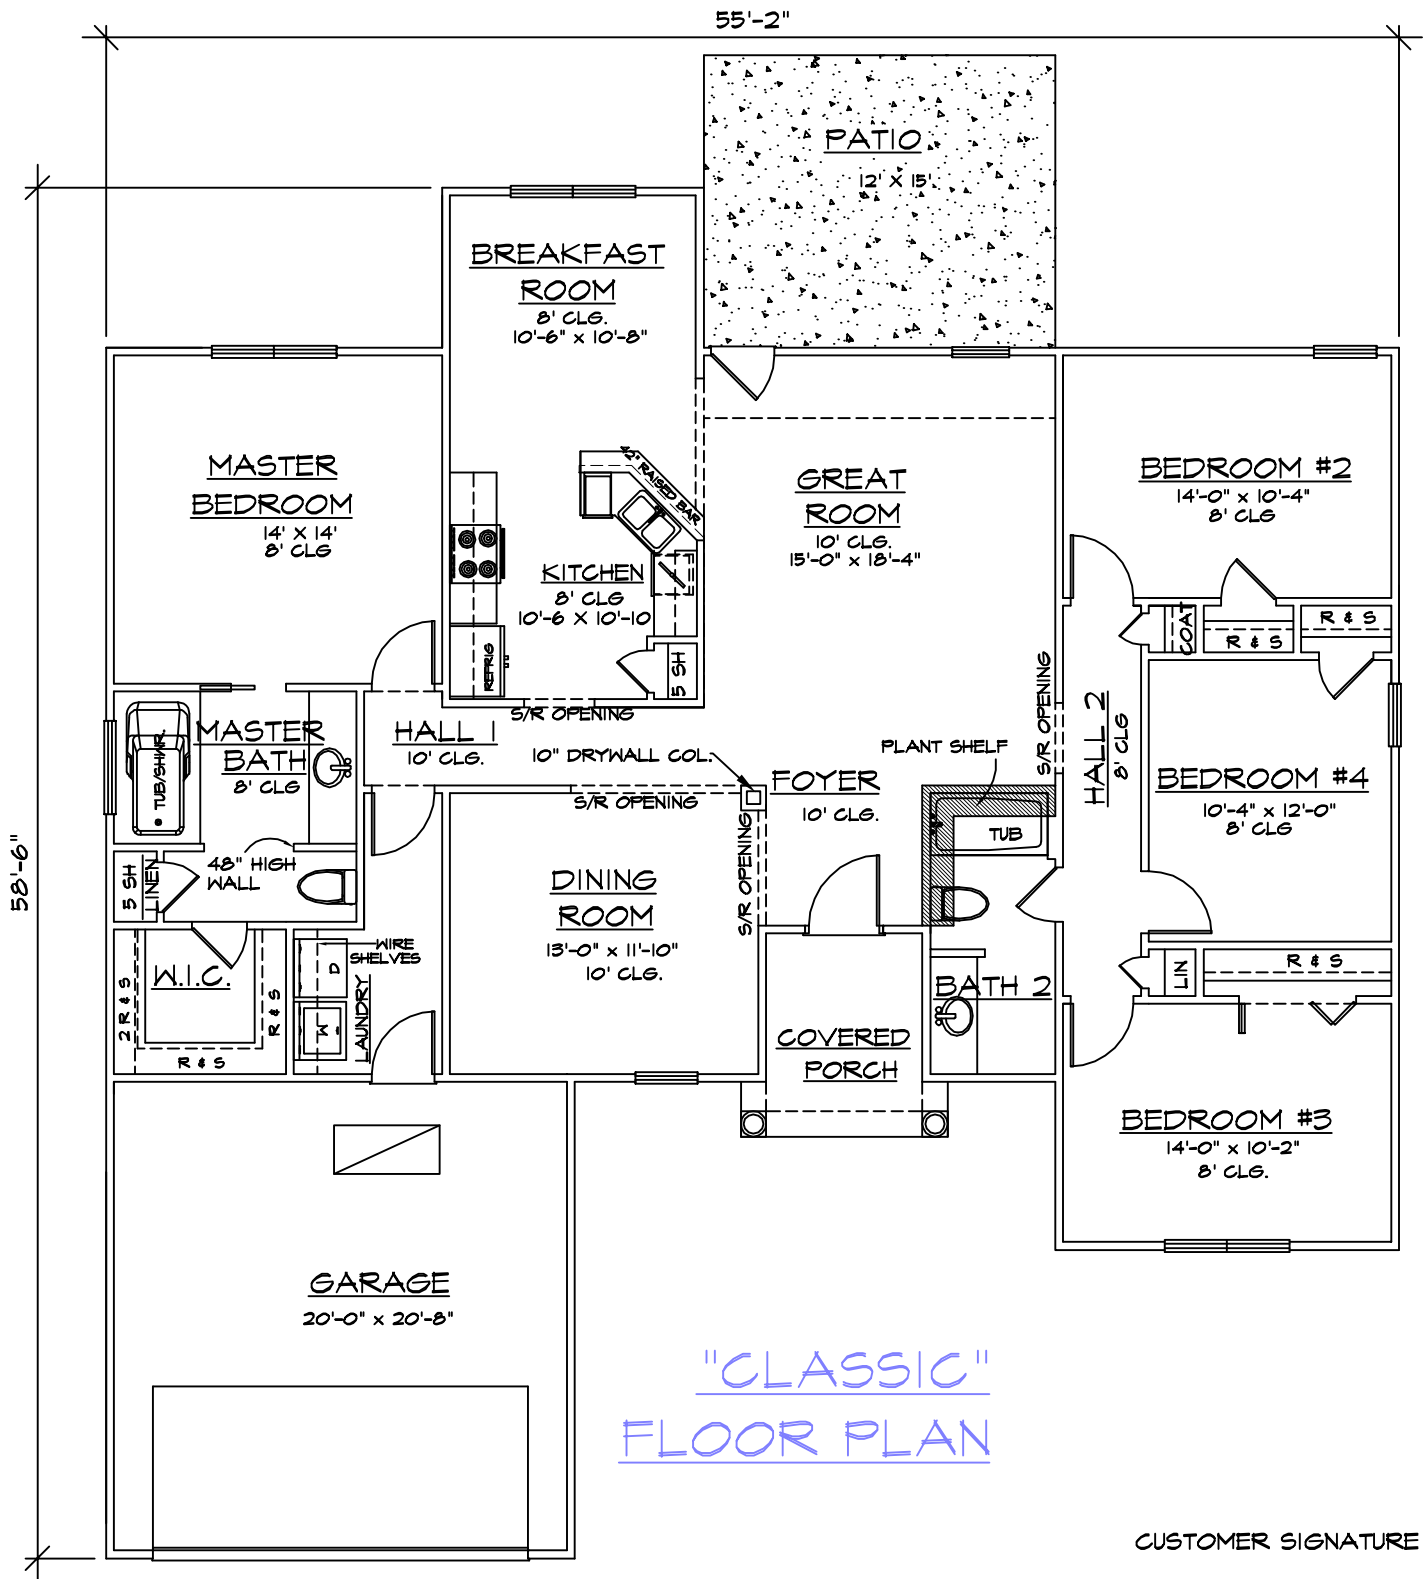 55'-2"
PATIO
12' X 15'
BREAKFAST
ROOM
8' CLG.
10'-6" x 10'-8"
MASTER
BEDROOM
14' X 14'
8' CLG
42" RAISED BAR
GREAT
ROOM
10' CLG.
15'-0" x 18'-4"
BEDROOM #2
14'-0" x 10'-4"
8' CLG
KITCHEN
8' CLG
10'-6 X 10'-10
REFRIG
5 SH
COAT
R & S
R & S
S/R OPENING
HALL 1
10' CLG.
10" DRYWALL COL.
S/R OPENING
MASTER
BATH
8' CLG
TUB/SHWR.
FOYER
10' CLG.
PLANT SHELF
TUB
S/R OPENING
HALL 2
8' CLG
BEDROOM #4
10'-4" x 12'-0"
8' CLG
58'-6"
5 SH
LINEN
48" HIGH
WALL
DINING
ROOM
13'-0" x 11'-10"
10' CLG.
S/R OPENING
W.I.C.
2 R & S
R & S
R & S
WIRE
SHELVES
D
W
LAUNDRY
BATH 2
LIN
R & S
COVERED
PORCH
BEDROOM #3
14'-0" x 10'-2"
8' CLG.
GARAGE
20'-0" x 20'-8"
"CLASSIC"
FLOOR PLAN
CUSTOMER SIGNATURE